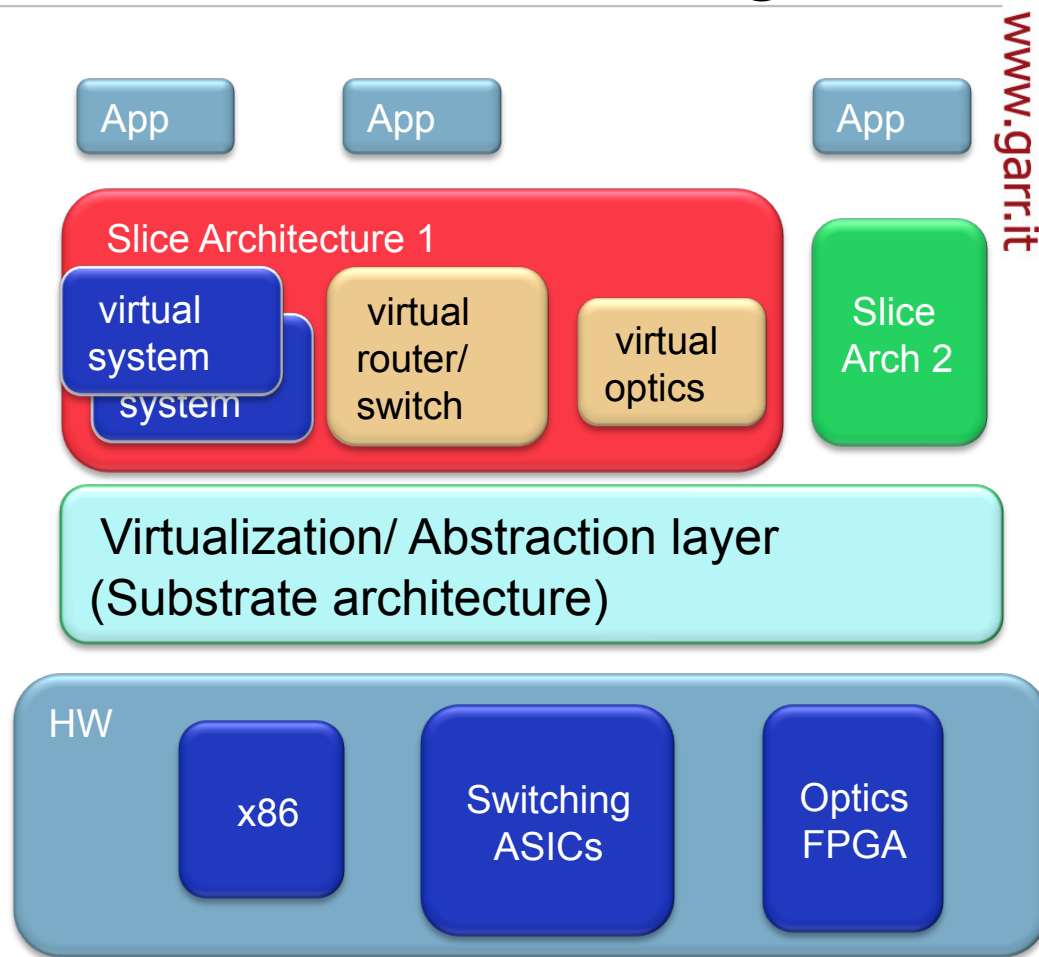 www.garr.it
App
App
App
Slice Architecture 1
virtual
system
system
virtual
router/
switch
virtual
optics
Slice
Arch 2
Virtualization/ Abstraction layer
(Substrate architecture)
HW
x86
Switching
ASICs
Optics
FPGA